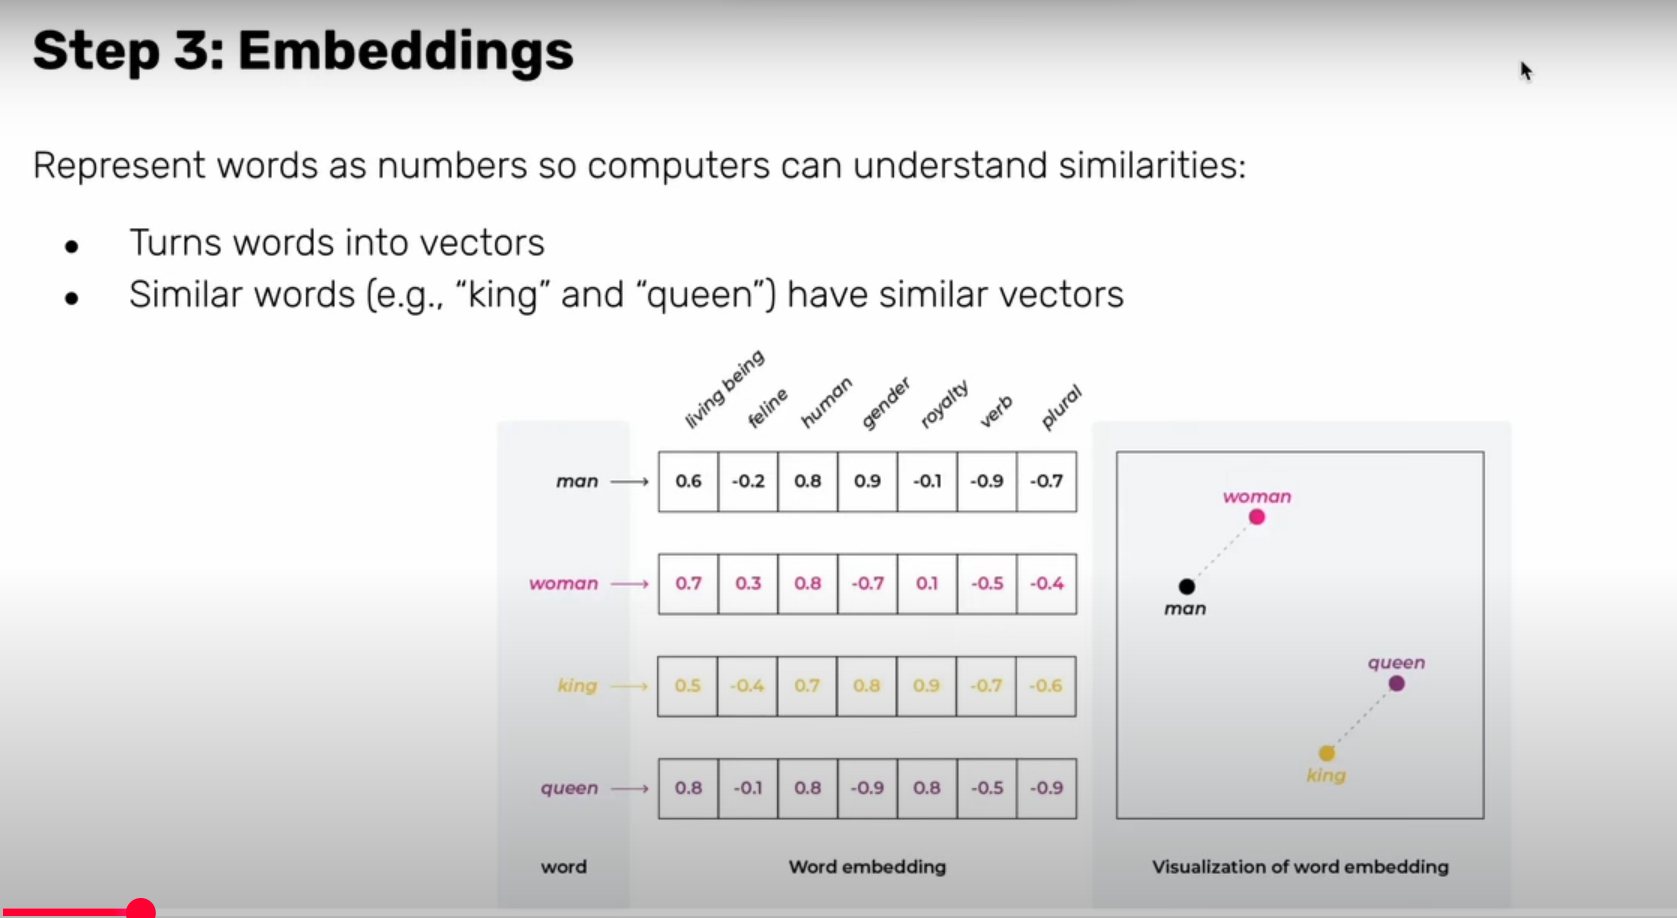 Step 3: Embeddings
Represent words as numbers so computers can understand similarities:
● Turns words into vectors
● Similar words (e.g., “king” and “queen”) have similar vectors
living being feline human gender royalty verb plural
man 0.6 -0.2 0.8 0.9 -0.1 -0.9 -0.7
woman 0.7 0.3 0.8 -0.7 0.1 -0.5 -0.4
king 0.5 -0.4 0.7 0.8 0.9 -0.7 -0.6
queen 0.8 -0.1 0.8 -0.9 0.8 -0.5 -0.9
word Word embedding
woman
man
queen
king
Visualization of word embedding